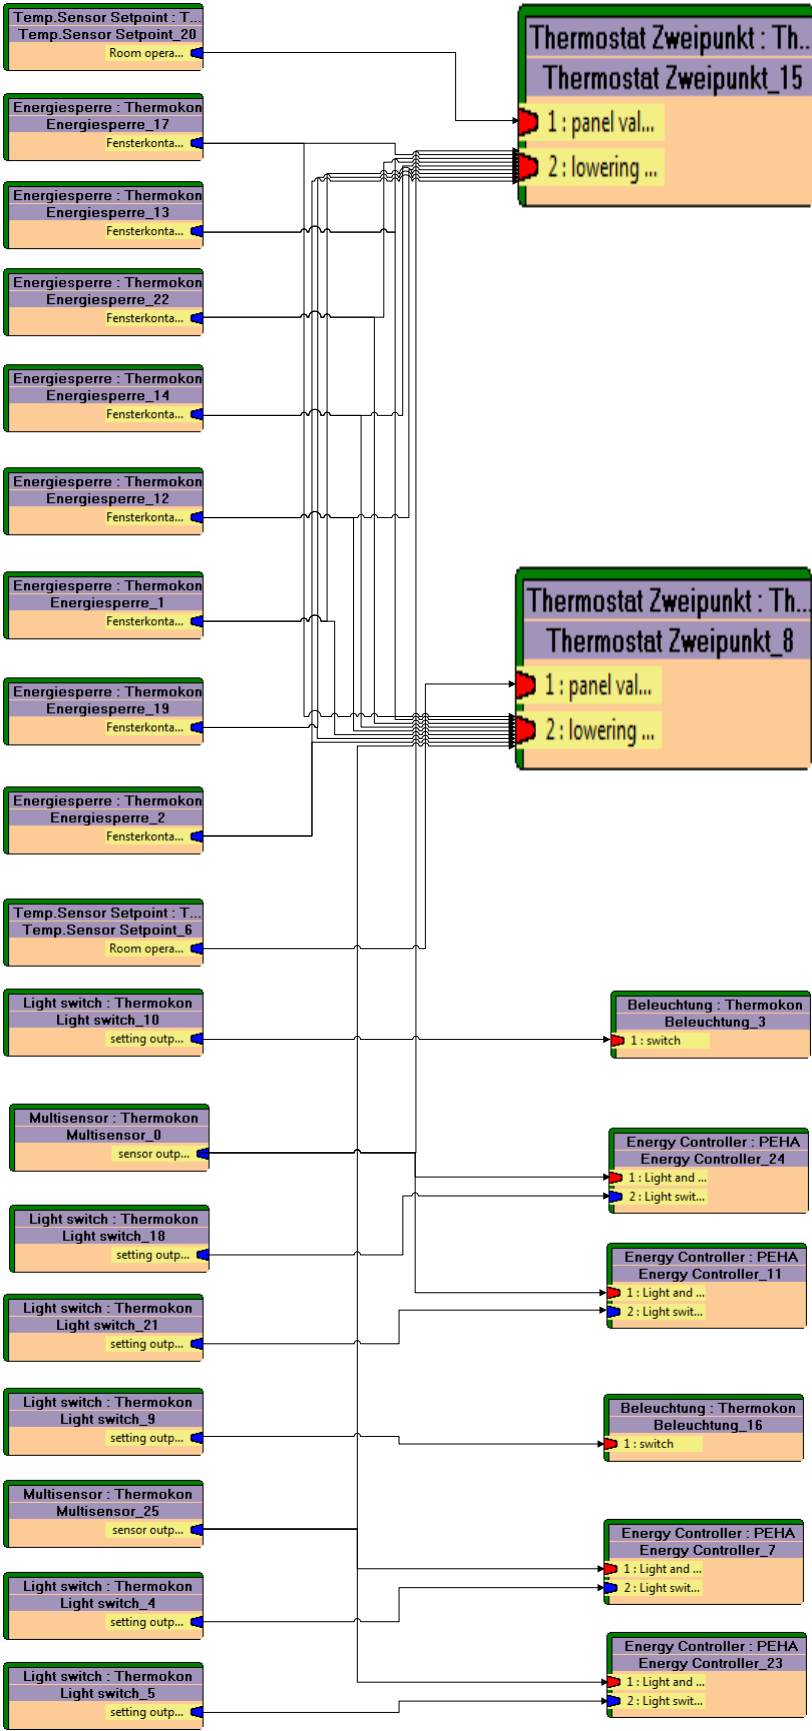 Temp.Sensor Setpoint : T...
Temp.Sensor Setpoint_20
Room opera...
Energiesperre : Thermokon
Energiesperre_17
Fensterkonta...
Energiesperre : Thermokon
Energiesperre_13
Fensterkonta...
Energiesperre : Thermokon
Energiesperre_22
Fensterkonta...
Energiesperre : Thermokon
Energiesperre_14
Fensterkonta...
Energiesperre : Thermokon
Energiesperre_12
Fensterkonta...
Energiesperre : Thermokon
Energiesperre_1
Fensterkonta...
Energiesperre : Thermokon
Energiesperre_19
Fensterkonta...
Energiesperre : Thermokon
Energiesperre_2
Fensterkonta...
Temp.Sensor Setpoint : T...
Temp.Sensor Setpoint_6
Room opera...
Light switch : Thermokon
Light switch_10
setting outp...
Multisensor : Thermokon
Multisensor_0
sensor outp...
Light switch : Thermokon
Light switch_18
setting outp...
Light switch : Thermokon
Light switch_21
setting outp...
Light switch : Thermokon
Light switch_9
setting outp...
Multisensor : Thermokon
Multisensor_25
sensor outp...
Light switch : Thermokon
Light switch_4
setting outp...
Light switch : Thermokon
Light switch_5
setting outp...
Thermostat Zweipunkt : Th...
Thermostat Zweipunkt_15
1 : panel val...
2 : lowering ...
Thermostat Zweipunkt : Th...
Thermostat Zweipunkt_8
1 : panel val...
2 : lowering ...
Beleuchtung : Thermokon
Beleuchtung_3
1 : switch
Energy Controller : PEHA
Energy Controller_24
1 : Light and ...
2 : Light swit...
Energy Controller : PEHA
Energy Controller_11
1 : Light and ...
2 : Light swit...
Beleuchtung : Thermokon
Beleuchtung_16
1 : switch
Energy Controller : PEHA
Energy Controller_7
1 : Light and ...
2 : Light swit...
Energy Controller : PEHA
Energy Controller_23
1 : Light and ...
2 : Light swit...